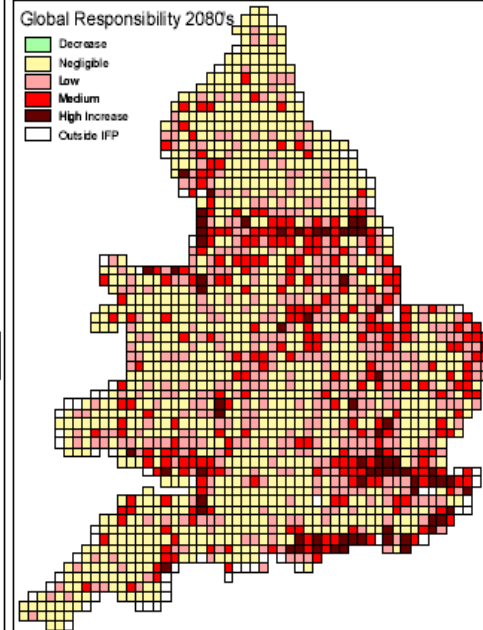 Global Responsibility 2080's
Decrease
Negligible
Low
Medium
High Increase
Outside IFP